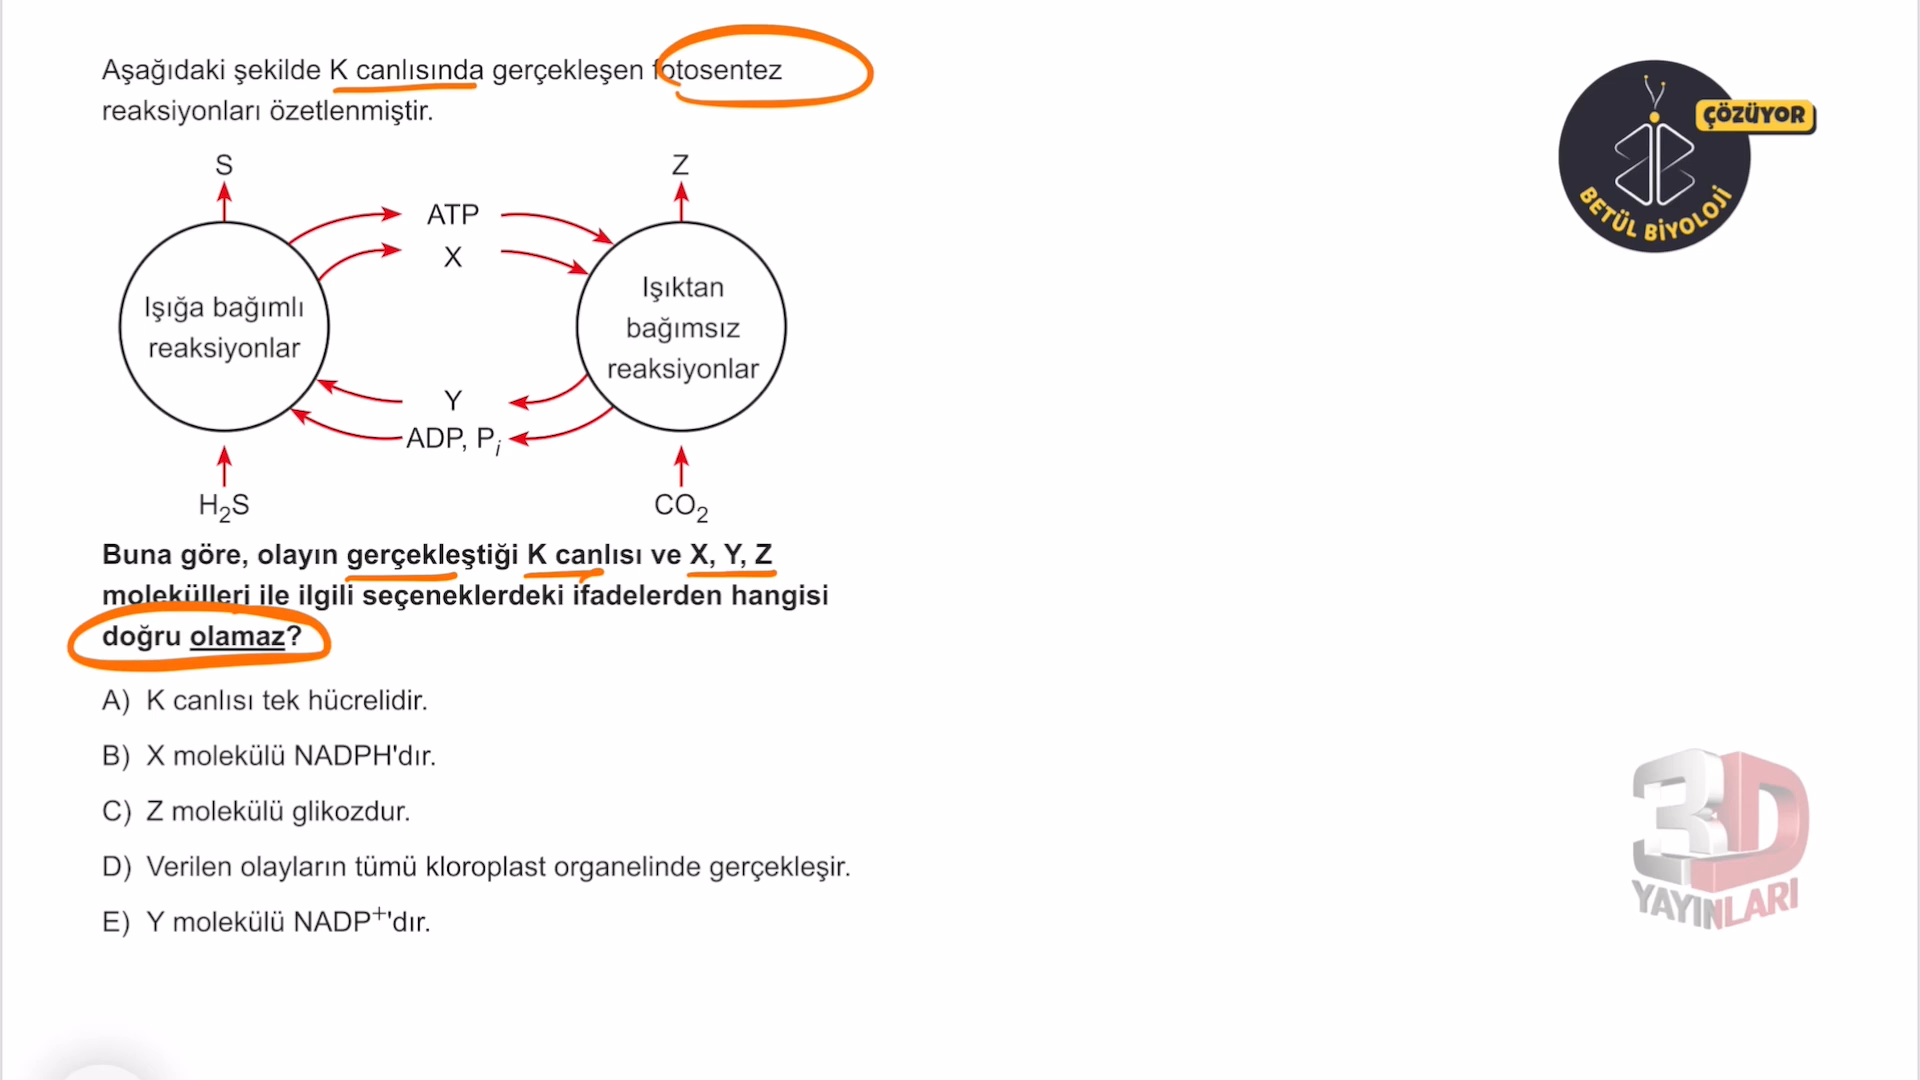 Aşağıdaki şekilde K canlısında gerçekleşen fotosentez
reaksiyonları özetlenmiştir.
S
Z
ATP
X
Işığa bağımlı
reaksiyonlar
Işıktan
bağımsız
reaksiyonlar
Y
ADP, Pi
H2S
CO2
Buna göre, olayın gerçekleştiği K canlısı ve X, Y, Z
molekülleri ile ilgili seçeneklerdeki ifadelerden hangisi
doğru olamaz?
A) K canlısı tek hücrelidir.
B) X molekülü NADPH'dır.
C) Z molekülü glikozdur.
D) Verilen olayların tümü kloroplast organelinde gerçekleşir.
E) Y molekülü NADP+'dır.
ÇÖZÜYOR
BETÜL BİYOLOJİ
3D
YAYINLARI